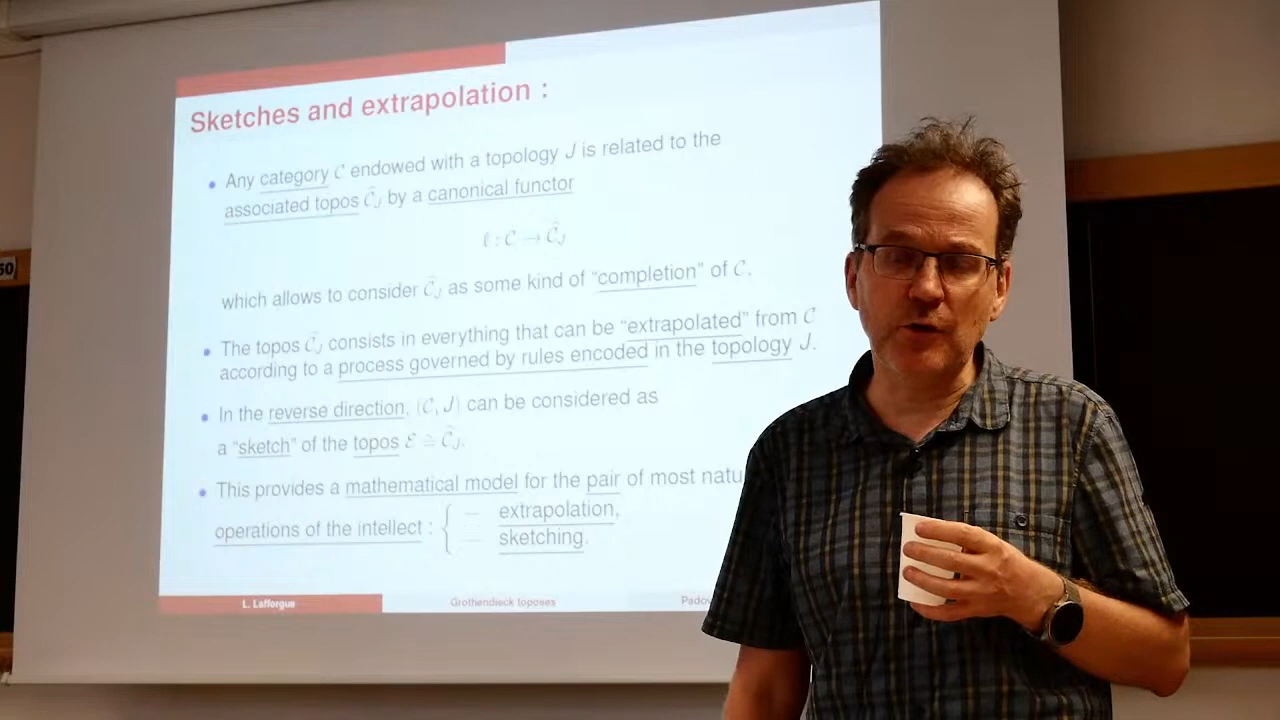 Sketches and extrapolation :
• Any category C endowed with a topology J is related to the
associated topos Ĉ_J by a canonical functor
ℓ : C → Ĉ_J
which allows to consider Ĉ_J as some kind of “completion” of C.
• The topos Ĉ_J consists in everything that can be “extrapolated” from C
according to a process governed by rules encoded in the topology J.
• In the reverse direction, (C, J) can be considered as
a “sketch” of the topos ℰ ≅ Ĉ_J.
• This provides a mathematical model for the pair of most natu
operations of the intellect : { – extrapolation,
– sketching.
L. Lafforgue Grothendieck toposes Pado
50